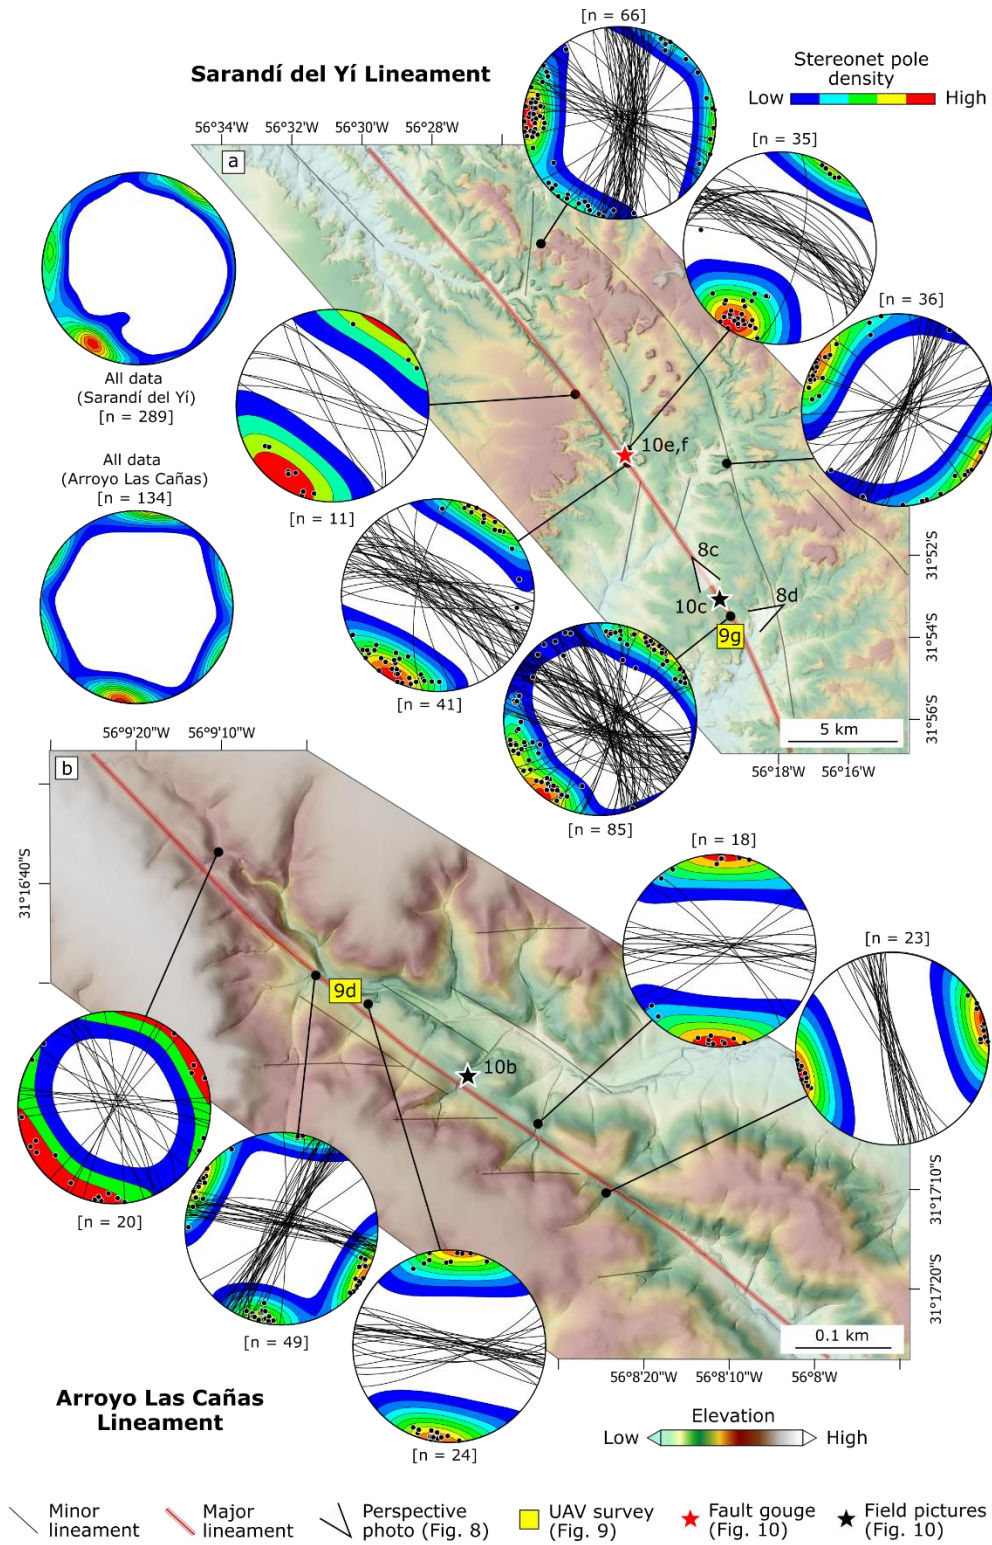 [n = 66]
Sarandí del Yí Lineament
Stereonet pole
density
Low
High
56°34'W
56°32'W
56°30'W
56°28'W
[n = 35]
a
[n = 36]
All data
(Sarandí del Yí)
[n = 289]
10e,f
All data
(Arroyo Las Cañas)
[n = 134]
[n = 11]
8c
31°52'S
8d
10c
9g
31°54'S
[n = 41]
31°56'S
5 km
56°9'20"W
56°9'10"W
56°18'W
56°16'W
b
[n = 85]
[n = 18]
31°16'40"S
[n = 23]
9d
10b
31°17'10"S
[n = 20]
31°17'20"S
[n = 49]
0.1 km
56°8'20"W
56°8'10"W
56°8'W
Arroyo Las Cañas
Lineament
Elevation
Low
High
[n = 24]
Minor
lineament
Major
lineament
Perspective
photo (Fig. 8)
UAV survey
(Fig. 9)
Fault gouge
(Fig. 10)
Field pictures
(Fig. 10)